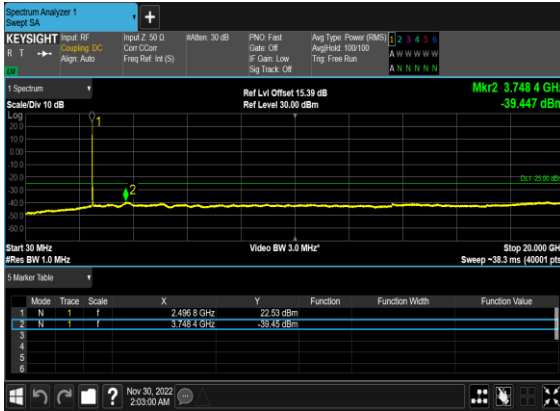 Spectrum Analyzer 1
Swept SA
+
KEYSIGHT Input: RF Input Z: 50 Ω #Atten: 30 dB PNO: Fast Avg Type: Power (RMS) 1 2 3 4 5 6
R T Coupling: DC Corr CCorr Gate: Off Avg|Hold: 100/100 A W W W W W
Align: Auto Freq Ref: Int (S) IF Gain: Low Trig: Free Run
Sig Track: Off A N N N N N
1 Spectrum Ref Lvl Offset 15.39 dB Mkr2 3.748 4 GHz
Scale/Div 10 dB Ref Level 30.00 dBm -39.447 dBm
Log
1
20.0
10.0
0.00
-10.0
-20.0
DL1 -25.00 dBm
-30.0
2
-40.0
-50.0
-60.0
Start 30 MHz Video BW 3.0 MHz* Stop 20.000 GHz
#Res BW 1.0 MHz Sweep ~38.3 ms (40001 pts)
5 Marker Table
Mode Trace Scale X Y Function Function Width Function Value
1 N 1 f 2.496 8 GHz 22.53 dBm
2 N 1 f 3.748 4 GHz -39.45 dBm
3
4
5
6
? Nov 30, 2022
2:03:00 AM